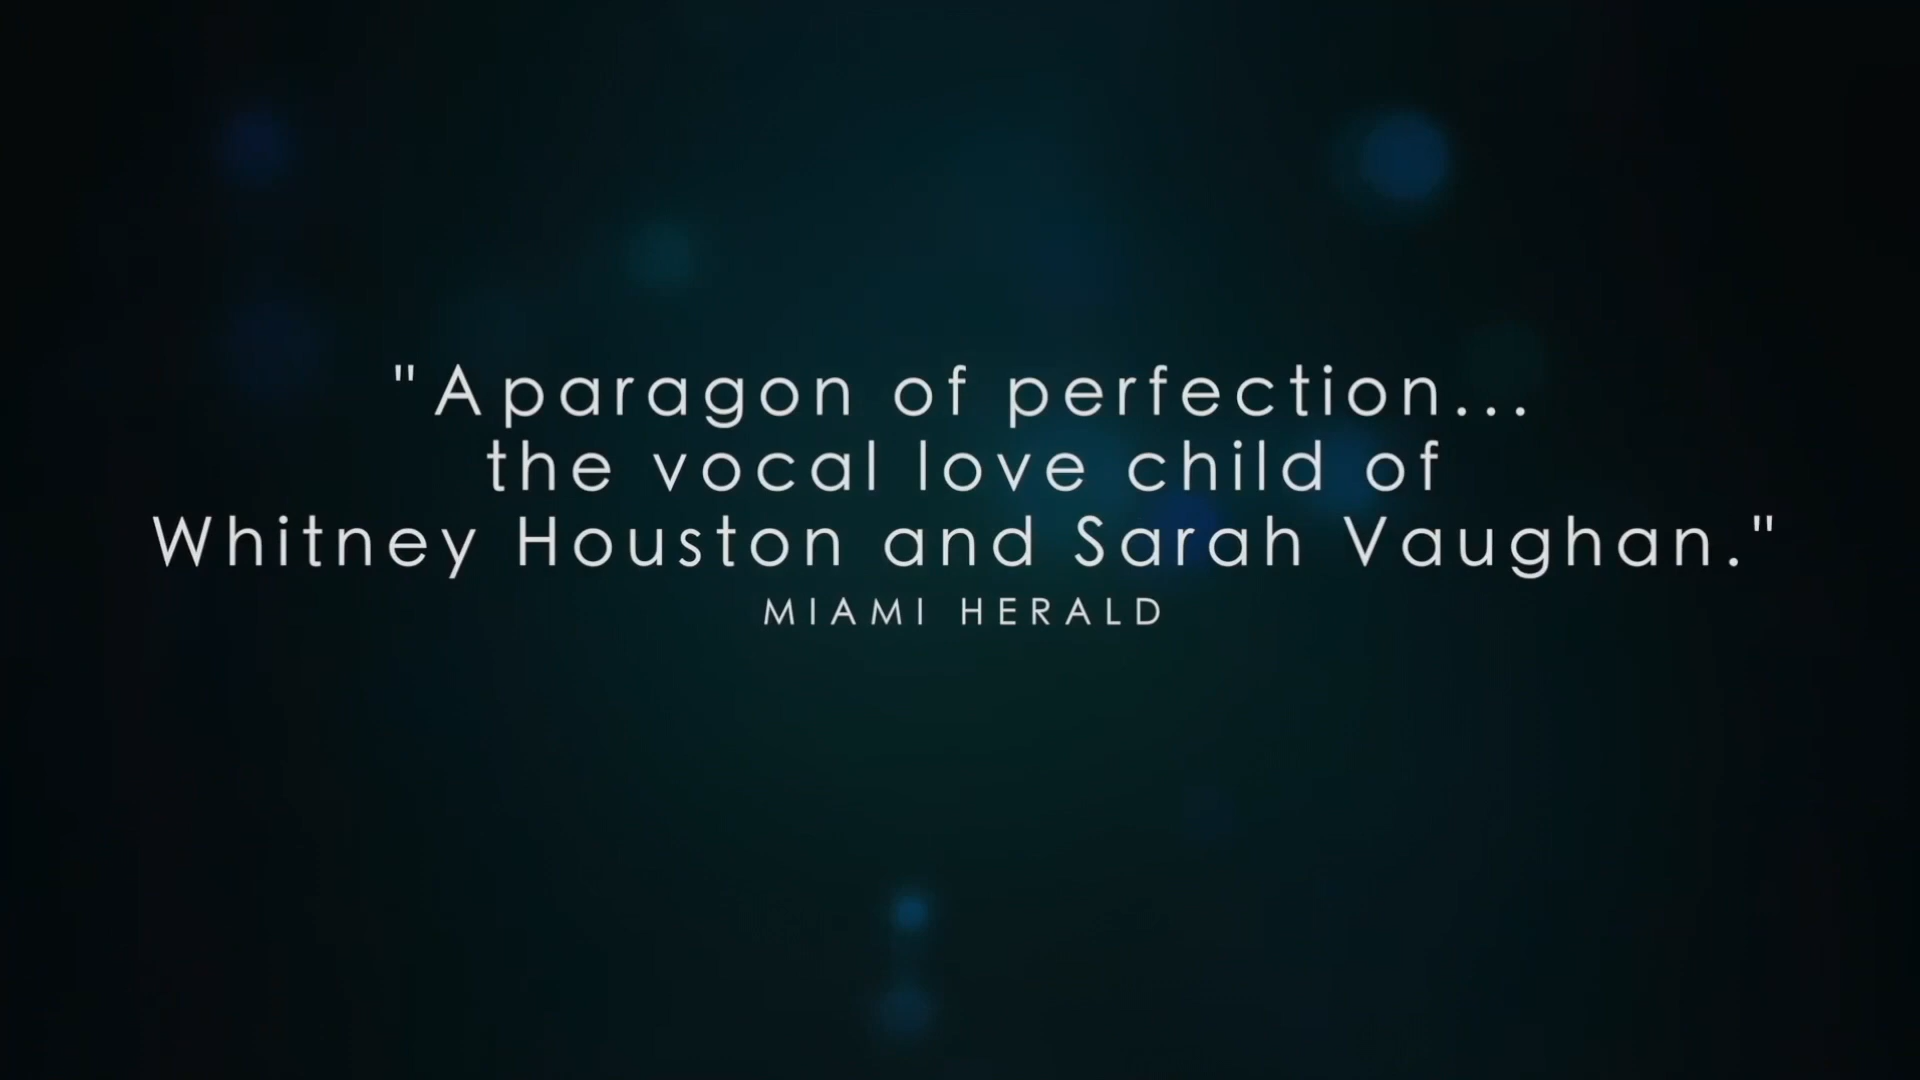 "A paragon of perfection...
the vocal love child of
Whitney Houston and Sarah Vaughan."
MIAMI HERALD